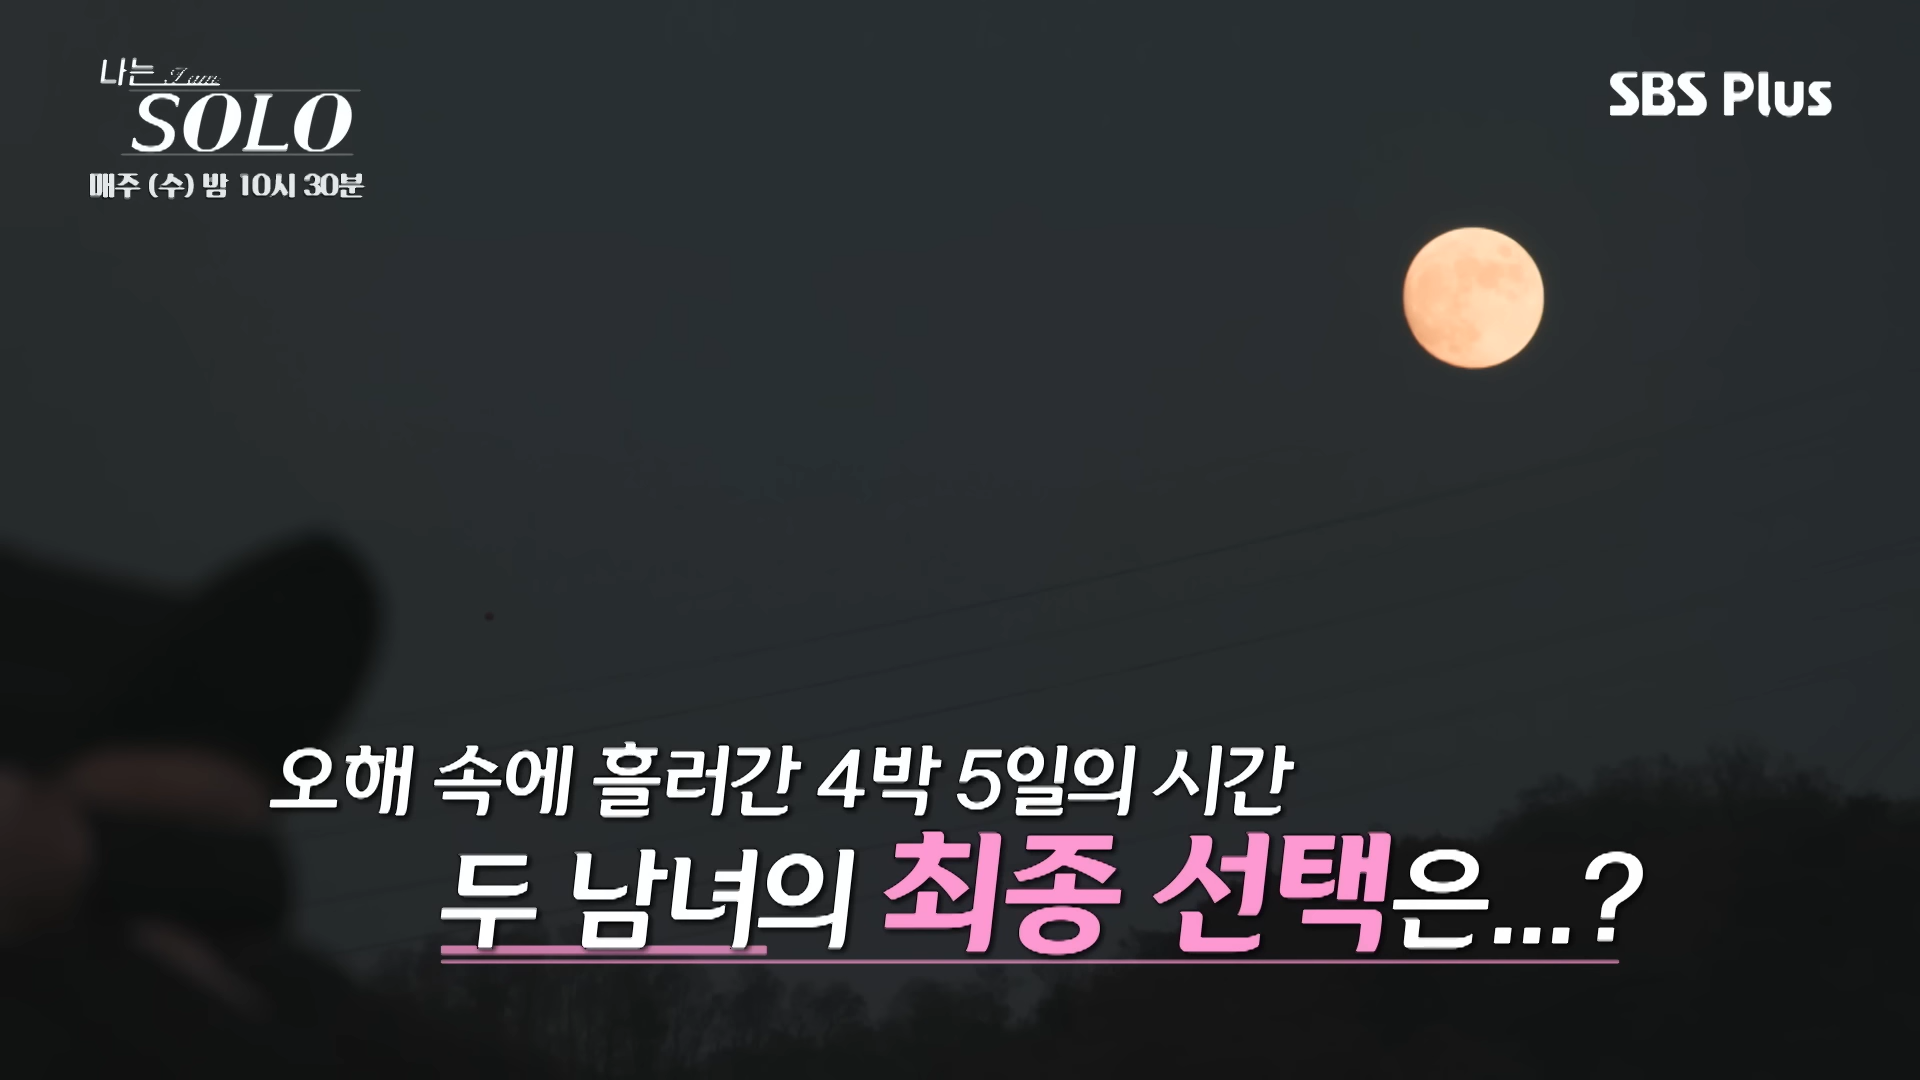 나는 I am
SOLO
매주 (수) 밤 10시 30분
SBS Plus
오해 속에 흘러간 4박 5일의 시간
두 남녀의 최종 선택은...?